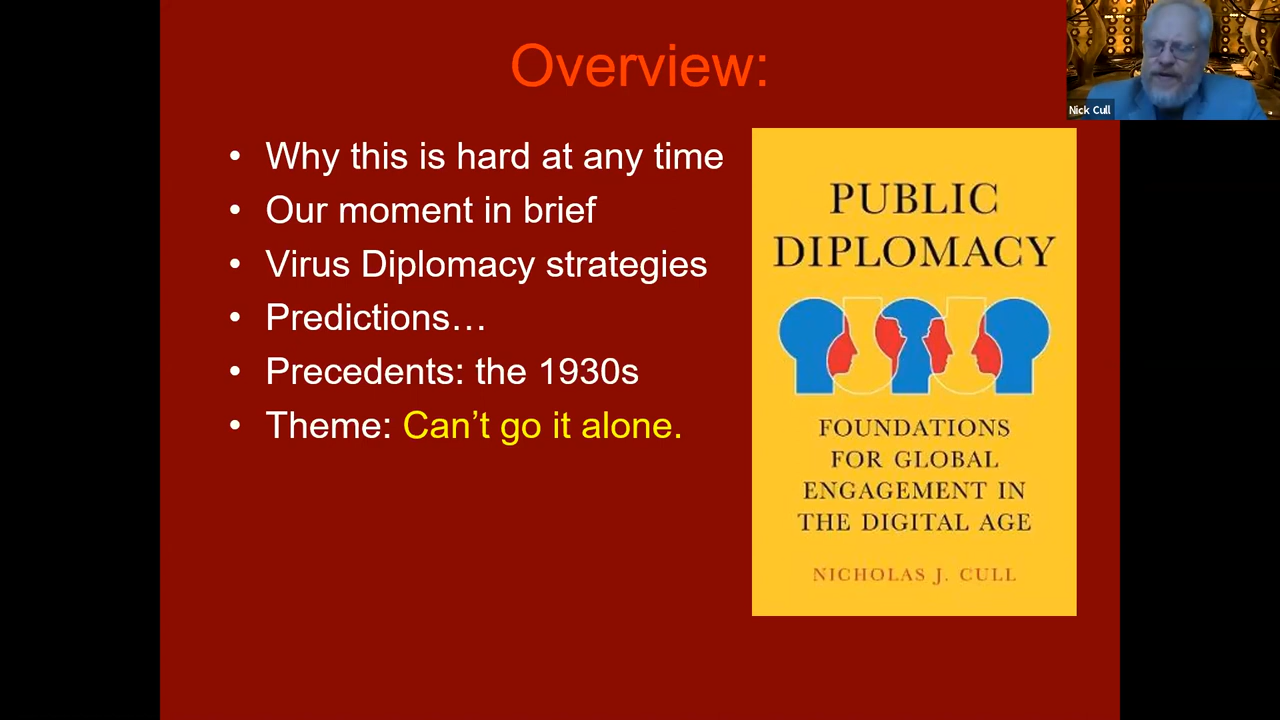 Overview:
Nick Cull
• Why this is hard at any time
• Our moment in brief
• Virus Diplomacy strategies
• Predictions…
• Precedents: the 1930s
• Theme: Can’t go it alone.
PUBLIC
DIPLOMACY
FOUNDATIONS
FOR GLOBAL
ENGAGEMENT IN
THE DIGITAL AGE
NICHOLAS J. CULL